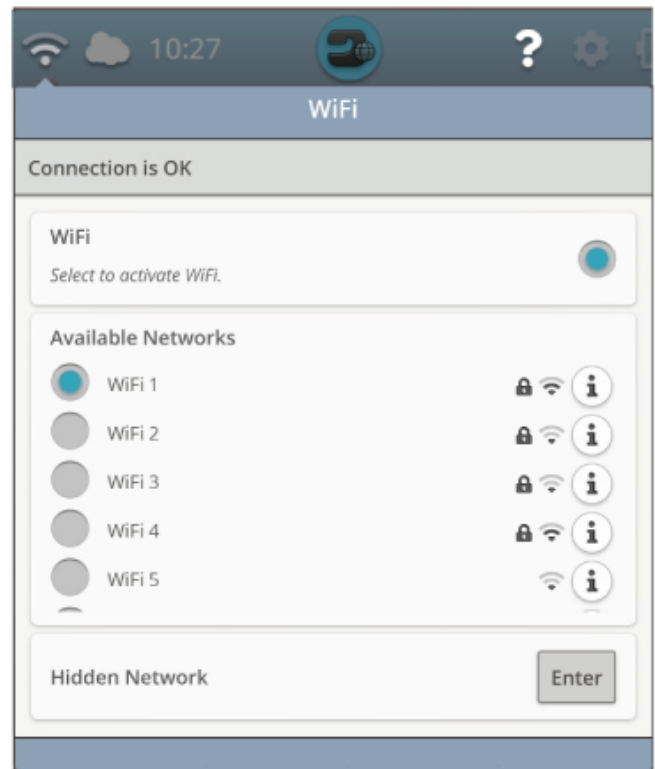 10:27
?
WiFi
Connection is OK
WiFi
Select to activate WiFi.
Available Networks
WiFi 1 i
WiFi 2 i
WiFi 3 i
WiFi 4 i
WiFi 5 i
Hidden Network Enter